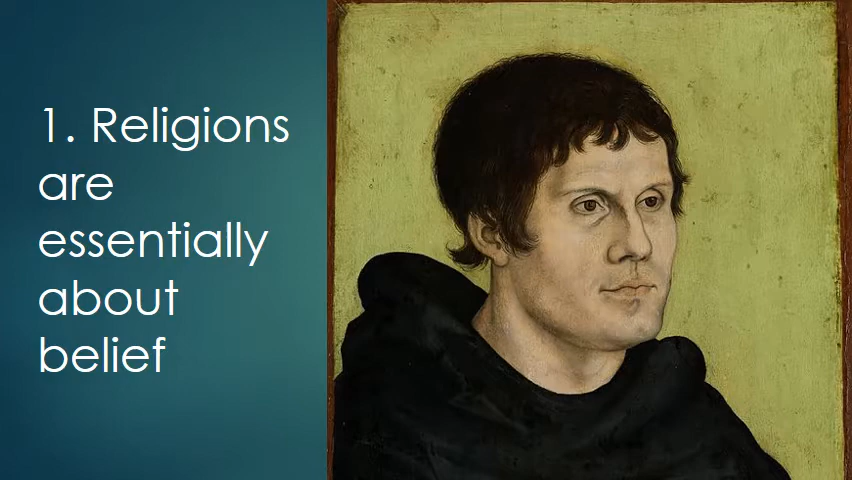 1. Religions
are
essentially
about
belief